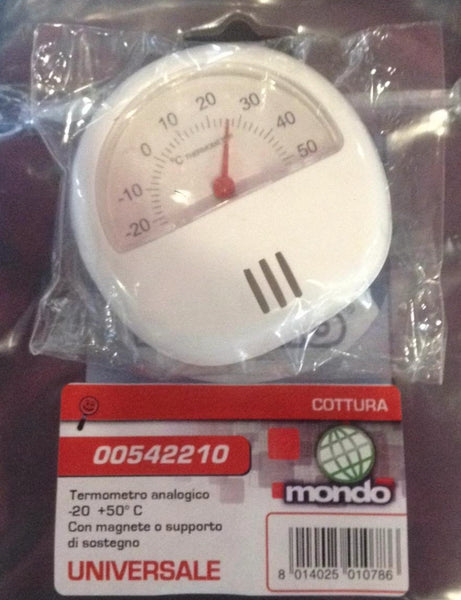 -20 -10 0 10 20 30 40 50
°C THERMOMETER
COTTURA
00542210
mondo
Termometro analogico
-20 +50° C
Con magnete o supporto
di sostegno
UNIVERSALE
8 014025 010786